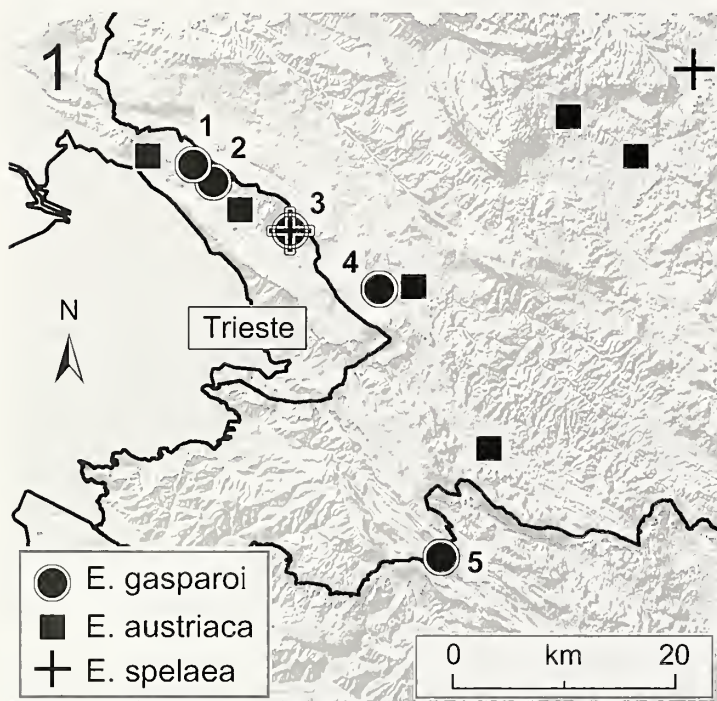 1
1
2
3
4
N
Trieste
5
E. gasparoi
E. austriaca
E. spelaea
0 km 20